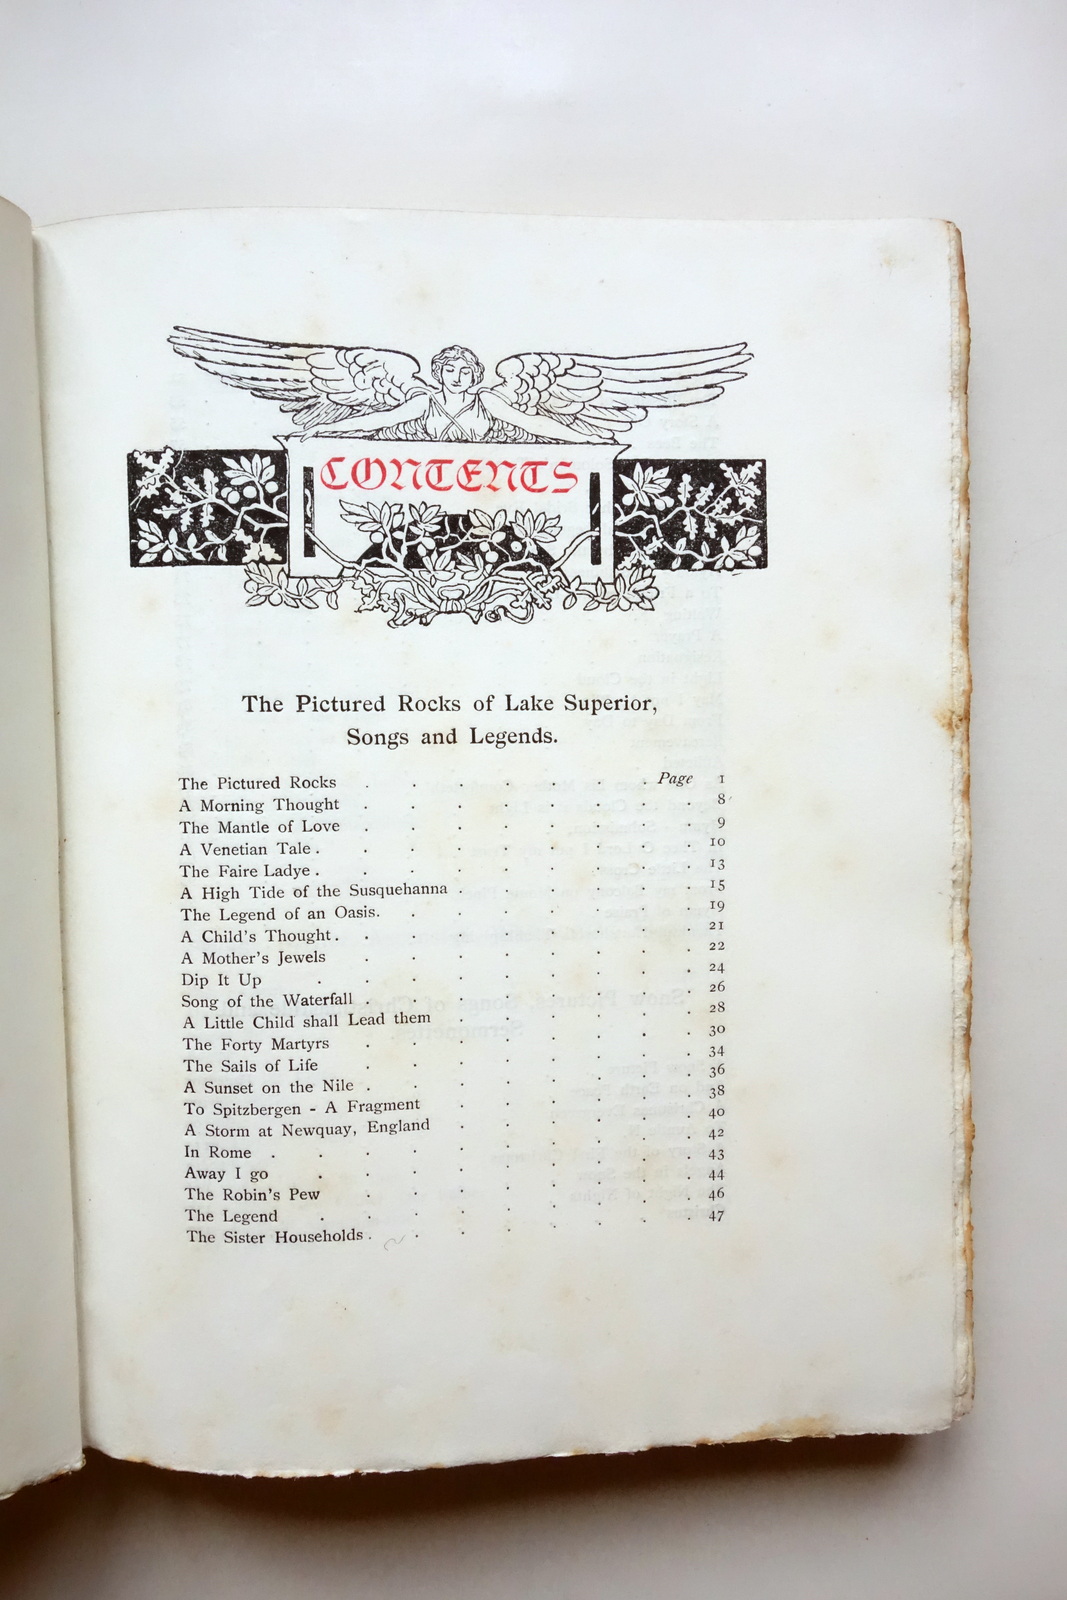 CONTENTS
The Pictured Rocks of Lake Superior,
Songs and Legends.
The Pictured Rocks . . . . . . . Page 1
A Morning Thought . . . . . . . . 8
The Mantle of Love . . . . . . . . 9
A Venetian Tale . . . . . . . . . 10
The Faire Ladye . . . . . . . . . 13
A High Tide of the Susquehanna . . . . . . 15
The Legend of an Oasis. . . . . . . . 19
A Child's Thought . . . . . . . . . 21
A Mother's Jewels . . . . . . . . 22
Dip It Up . . . . . . . . . 24
Song of the Waterfall . . . . . . . . 26
A Little Child shall Lead them . . . . . . 28
The Forty Martyrs . . . . . . . . 30
The Sails of Life . . . . . . . . 34
A Sunset on the Nile . . . . . . . . 36
To Spitzbergen - A Fragment . . . . . . 38
A Storm at Newquay, England . . . . . . 40
In Rome . . . . . . . . . . 42
Away I go . . . . . . . . . 43
The Robin's Pew . . . . . . . . 44
The Legend . . . . . . . . . 46
The Sister Households . . . . . . . . 47